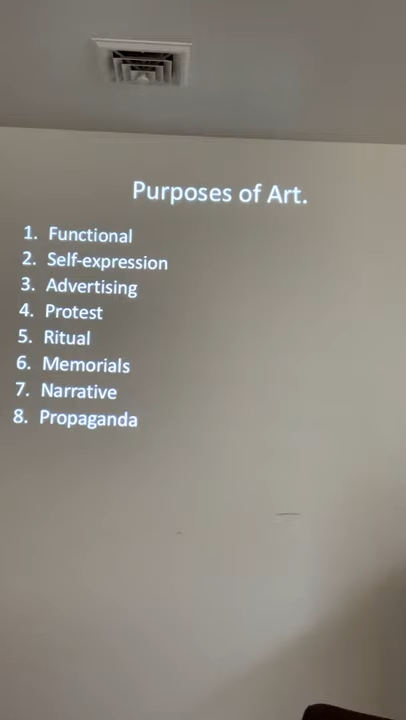 Purposes of Art.
1. Functional
2. Self-expression
3. Advertising
4. Protest
5. Ritual
6. Memorials
7. Narrative
8. Propaganda